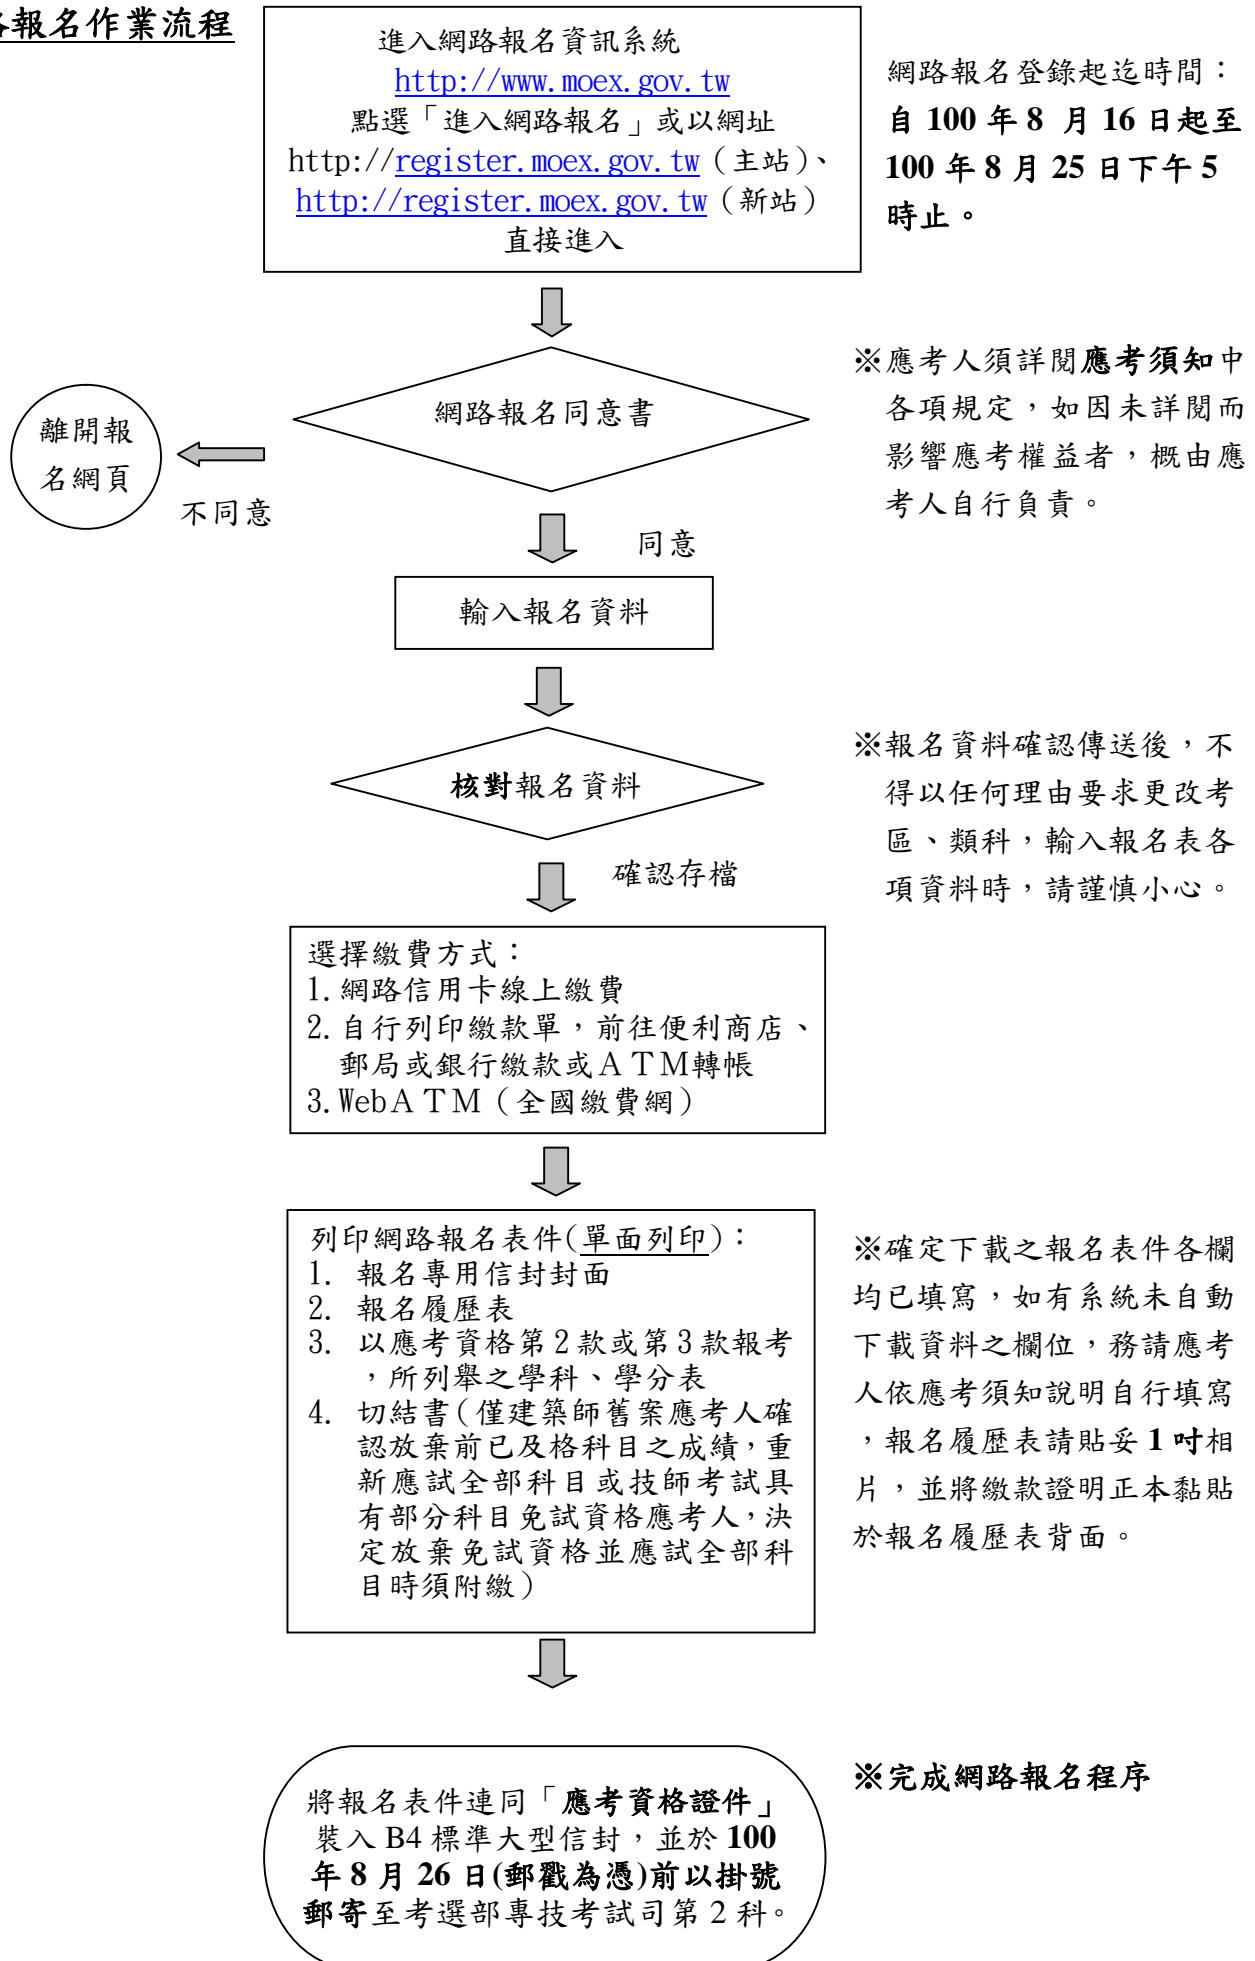 路報名作業流程
進入網路報名資訊系統
http://www.moex.gov.tw
點選「進入網路報名」或以網址
http://register.moex.gov.tw（主站）、
http://register.moex.gov.tw（新站）
直接進入
網路報名登錄起迄時間：
自 100 年 8 月 16 日起至
100 年 8 月 25 日下午 5
時止。
網路報名同意書
※應考人須詳閱應考須知中
各項規定，如因未詳閱而
影響應考權益者，概由應
考人自行負責。
離開報
名網頁
不同意
同意
輸入報名資料
核對報名資料
※報名資料確認傳送後，不
得以任何理由要求更改考
區、類科，輸入報名表各
項資料時，請謹慎小心。
確認存檔
選擇繳費方式：
1.網路信用卡線上繳費
2.自行列印繳款單，前往便利商店、
郵局或銀行繳款或ＡＴＭ轉帳
3.WebＡＴＭ（全國繳費網）
列印網路報名表件(單面列印)：
1. 報名專用信封封面
2. 報名履歷表
3. 以應考資格第 2 款或第 3 款報考
，所列舉之學科、學分表
4. 切結書（僅建築師舊案應考人確
認放棄前已及格科目之成績，重
新應試全部科目或技師考試具
有部分科目免試資格應考人，決
定放棄免試資格並應試全部科
目時須附繳）
※確定下載之報名表件各欄
均已填寫，如有系統未自動
下載資料之欄位，務請應考
人依應考須知說明自行填寫
，報名履歷表請貼妥 1 吋相
片，並將繳款證明正本黏貼
於報名履歷表背面。
將報名表件連同「應考資格證件」
裝入 B4 標準大型信封，並於 100
年 8 月 26 日(郵戳為憑)前以掛號
郵寄至考選部專技考試司第 2 科。
※完成網路報名程序